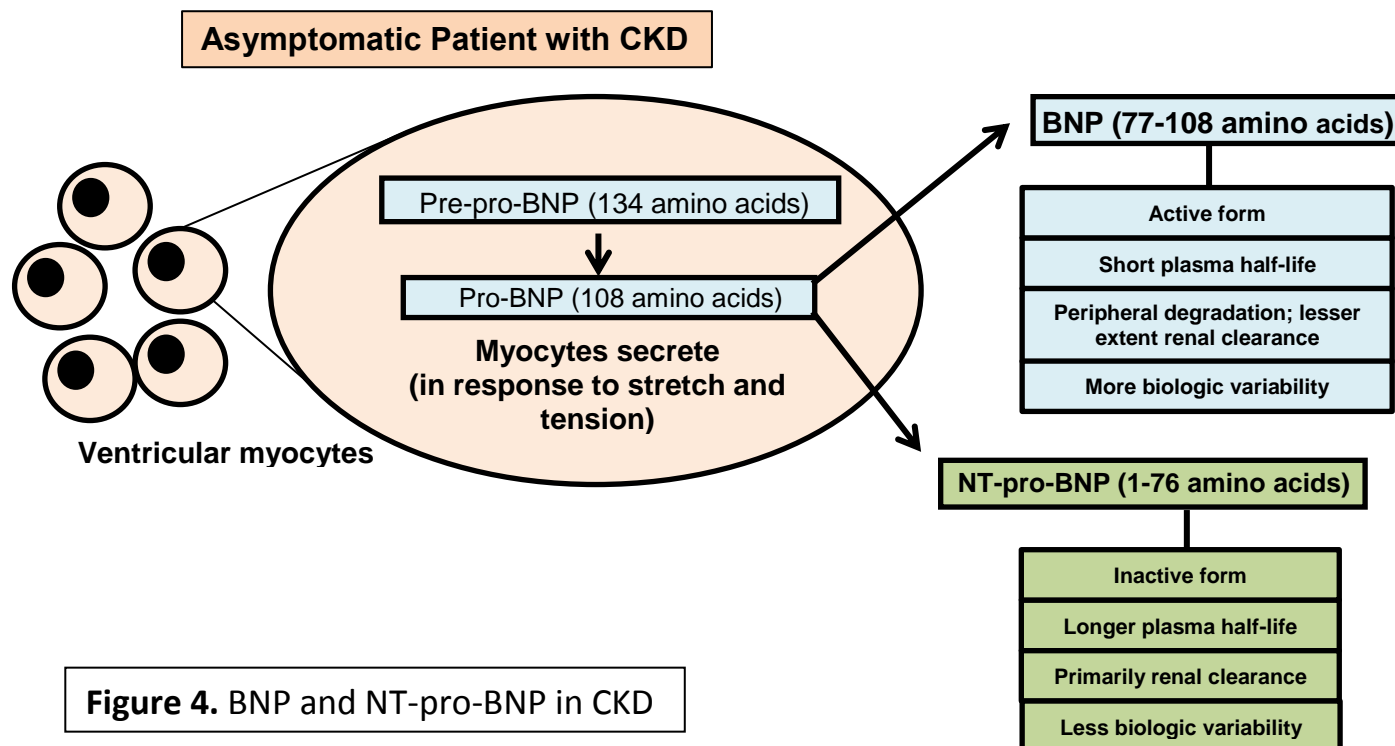 Asymptomatic Patient with CKD
Pre-pro-BNP (134 amino acids)
Pro-BNP (108 amino acids)
Myocytes secrete
(in response to stretch and
tension)
Ventricular myocytes
BNP (77-108 amino acids)
Active form
Short plasma half-life
Peripheral degradation; lesser
extent renal clearance
More biologic variability
NT-pro-BNP (1-76 amino acids)
Inactive form
Longer plasma half-life
Primarily renal clearance
Less biologic variability
Figure 4. BNP and NT-pro-BNP in CKD